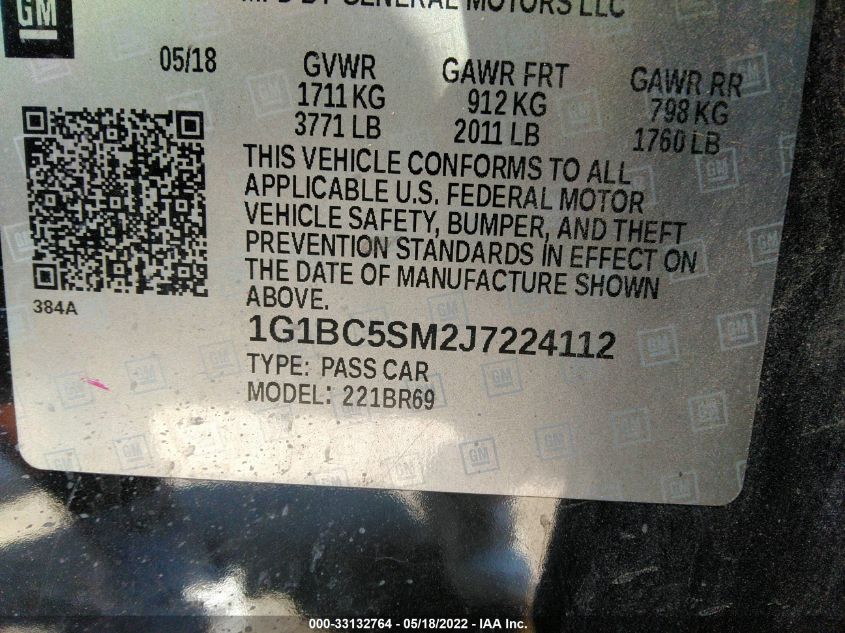 GM
MFD BY GENERAL MOTORS LLC
05/18
GVWR
1711 KG
3771 LB
GAWR FRT
912 KG
2011 LB
GAWR RR
798 KG
1760 LB
THIS VEHICLE CONFORMS TO ALL
APPLICABLE U.S. FEDERAL MOTOR
VEHICLE SAFETY, BUMPER, AND THEFT
PREVENTION STANDARDS IN EFFECT ON
THE DATE OF MANUFACTURE SHOWN
ABOVE.
384A
1G1BC5SM2J7224112
TYPE: PASS CAR
MODEL: 221BR69
000-33132764 - 05/18/2022 - IAA Inc.